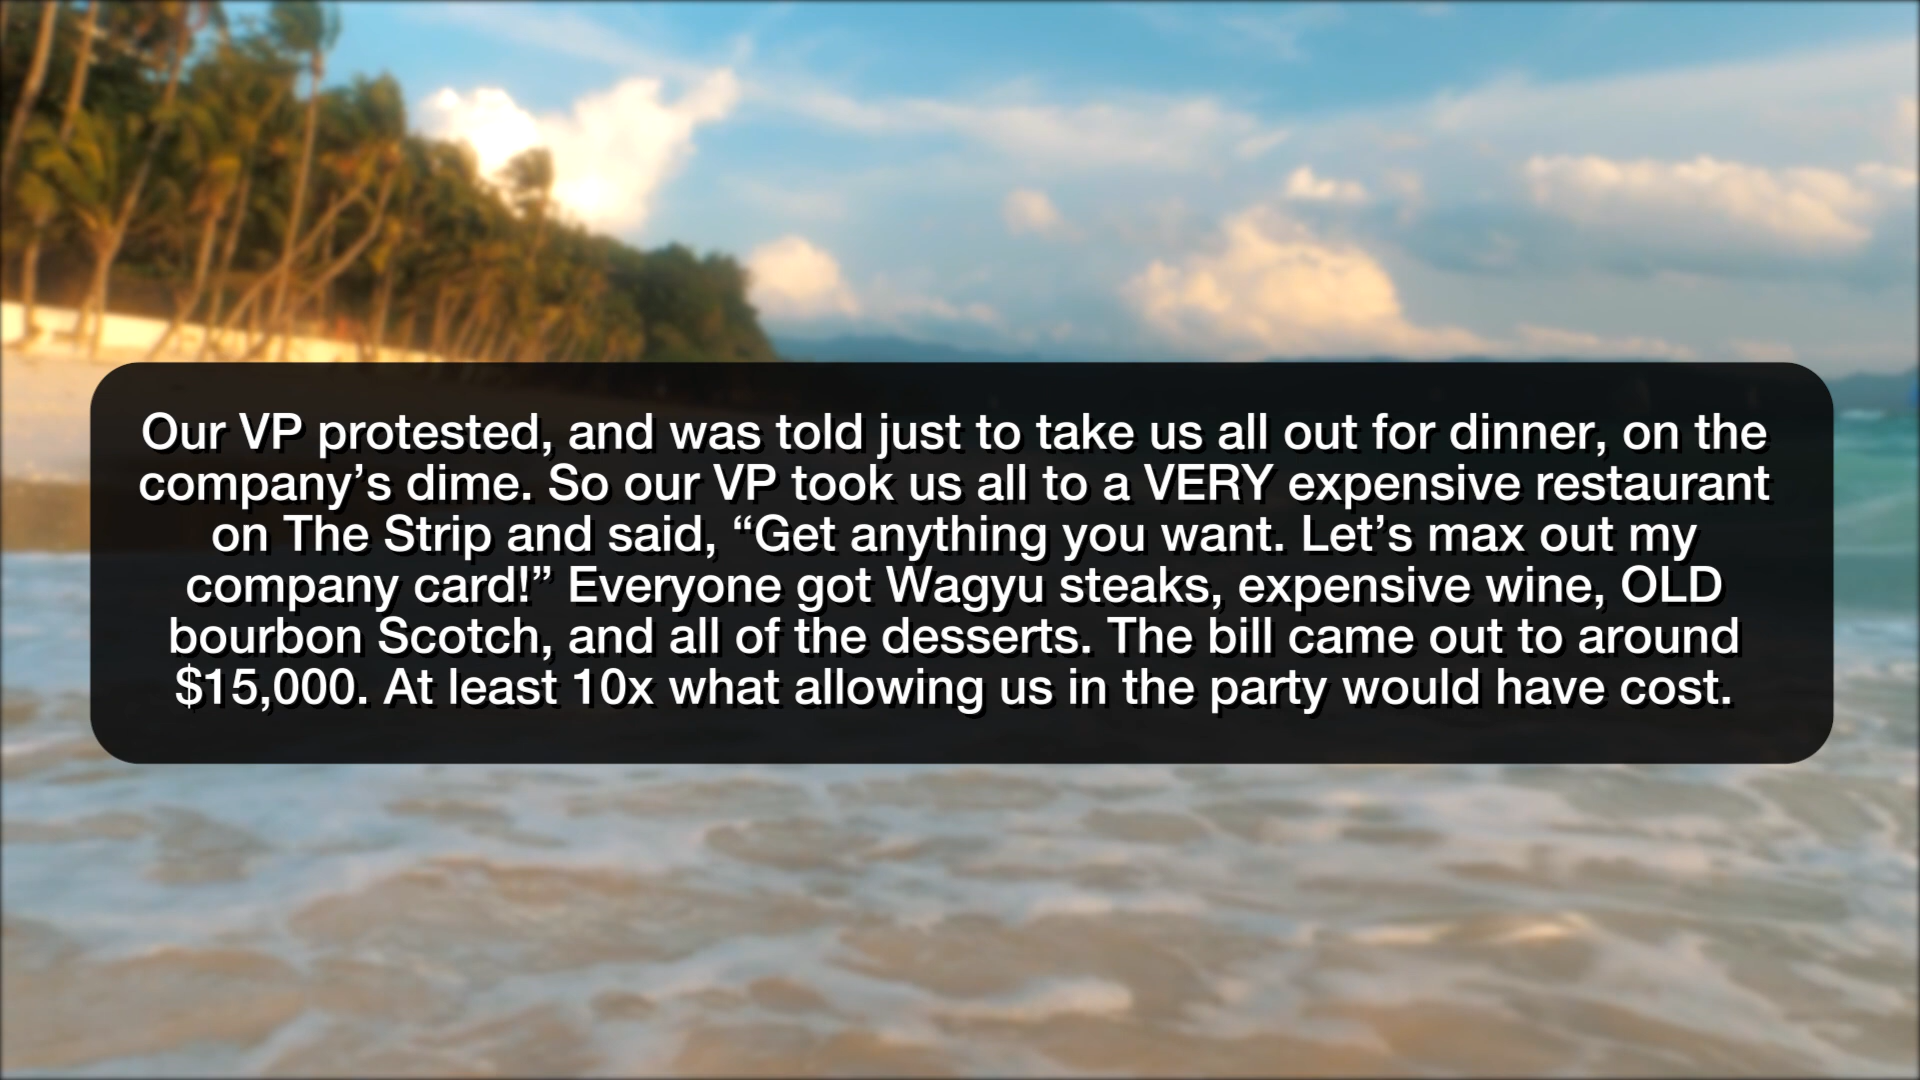 Our VP protested, and was told just to take us all out for dinner, on the
company’s dime. So our VP took us all to a VERY expensive restaurant
on The Strip and said, “Get anything you want. Let’s max out my
company card!” Everyone got Wagyu steaks, expensive wine, OLD
bourbon Scotch, and all of the desserts. The bill came out to around
$15,000. At least 10x what allowing us in the party would have cost.